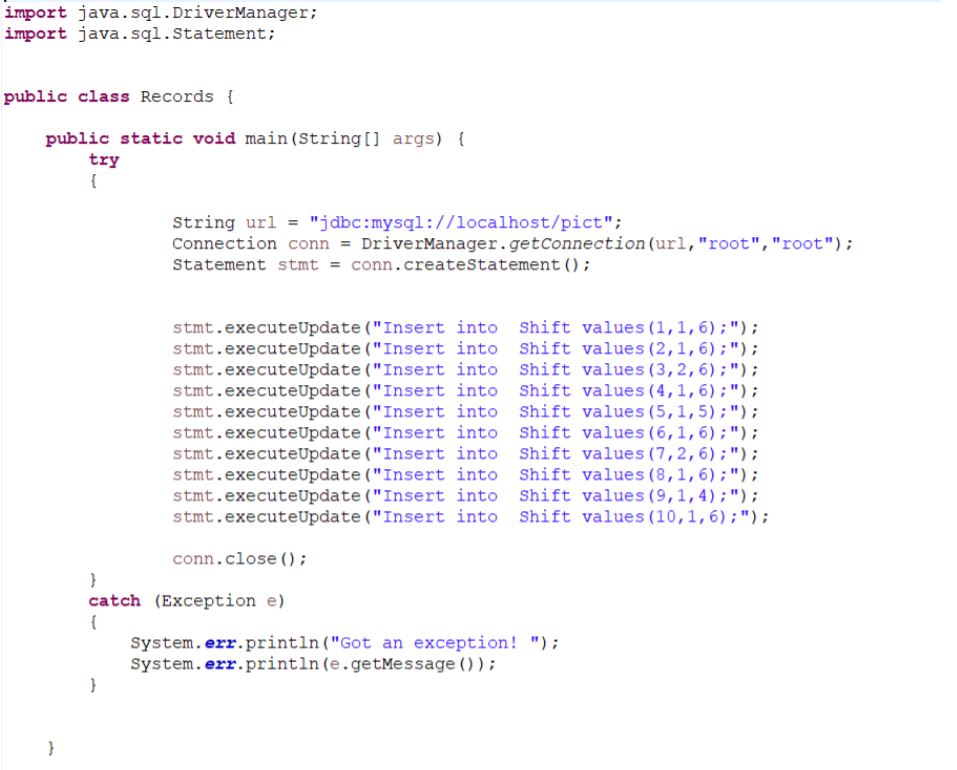 import java.sql.DriverManager;
import java.sql.Statement;
public class Records {
public static void main(String[] args) {
try
{
String url = "jdbc:mysql://localhost/pict";
Connection conn = DriverManager.getConnection(url,"root","root");
Statement stmt = conn.createStatement();
stmt.executeUpdate("Insert into  Shift values(1,1,6);");
stmt.executeUpdate("Insert into  Shift values(2,1,6);");
stmt.executeUpdate("Insert into  Shift values(3,2,6);");
stmt.executeUpdate("Insert into  Shift values(4,1,6);");
stmt.executeUpdate("Insert into  Shift values(5,1,5);");
stmt.executeUpdate("Insert into  Shift values(6,1,6);");
stmt.executeUpdate("Insert into  Shift values(7,2,6);");
stmt.executeUpdate("Insert into  Shift values(8,1,6);");
stmt.executeUpdate("Insert into  Shift values(9,1,4);");
stmt.executeUpdate("Insert into  Shift values(10,1,6);");
conn.close();
}
catch (Exception e)
{
System.err.println("Got an exception! ");
System.err.println(e.getMessage());
}
}